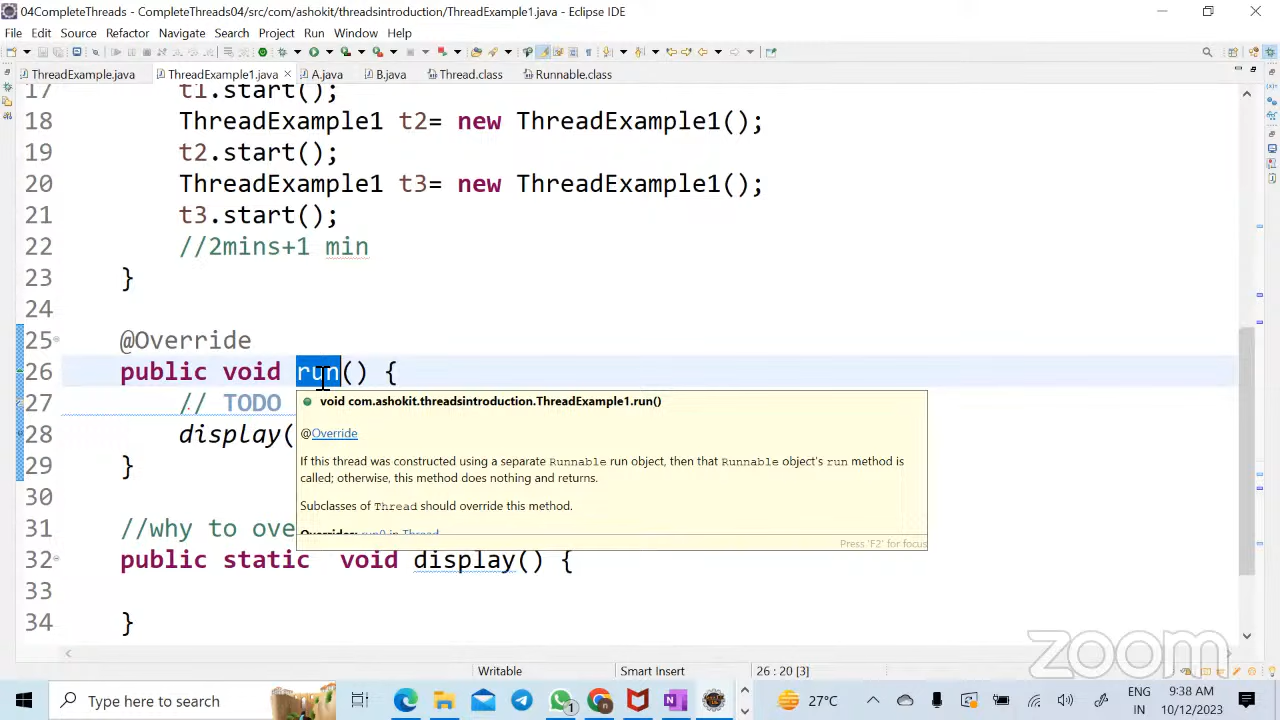 04CompleteThreads - CompleteThreads04/src/com/ashokit/threadsintroduction/ThreadExample1.java - Eclipse IDE
File Edit Source Refactor Navigate Search Project Run Window Help
ThreadExample.java ThreadExample1.java A.java B.java Thread.class Runnable.class
17 t1.start();
18 ThreadExample1 t2= new ThreadExample1();
19 t2.start();
20 ThreadExample1 t3= new ThreadExample1();
21 t3.start();
22 //2mins+1 min
23 }
24
25 @Override
26 public void run() {
27 // TODO
void com.ashokit.threadsintroduction.ThreadExample1.run()
28 display(
@Override
If this thread was constructed using a separate Runnable run object, then that Runnable object's run method is
called; otherwise, this method does nothing and returns.
Subclasses of Thread should override this method.
Overrides: run() in Thread
Press 'F2' for focus
29 }
30
31 //why to ove
32 public static void display() {
33
34 }
zoom
Writable Smart Insert 26 : 20 [3]
Type here to search
1
27°C
ENG
IN
9:38 AM
10/12/2023